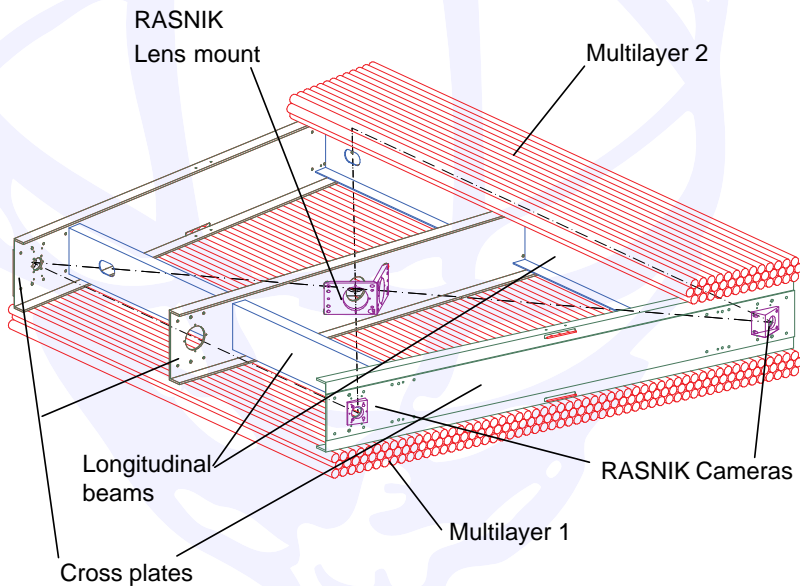 RASNIK
Lens mount
Multilayer 2
Longitudinal
beams
RASNIK Cameras
Multilayer 1
Cross plates